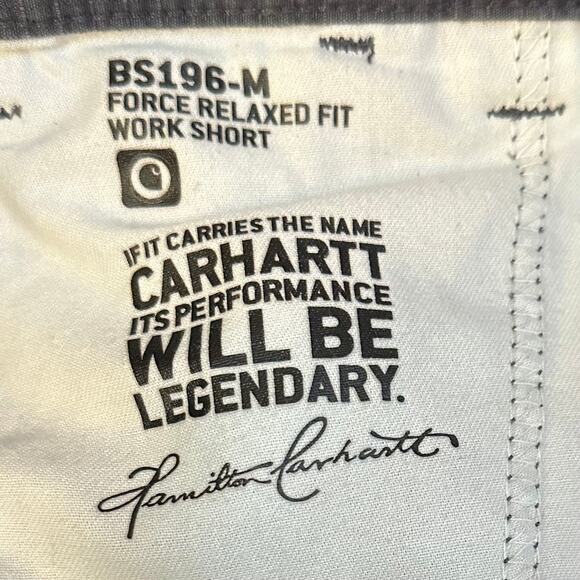 BS196-M
FORCE RELAXED FIT
WORK SHORT
IF IT CARRIES THE NAME
CARHARTT
ITS PERFORMANCE
WILL BE
LEGENDARY.
Hamilton Carhartt